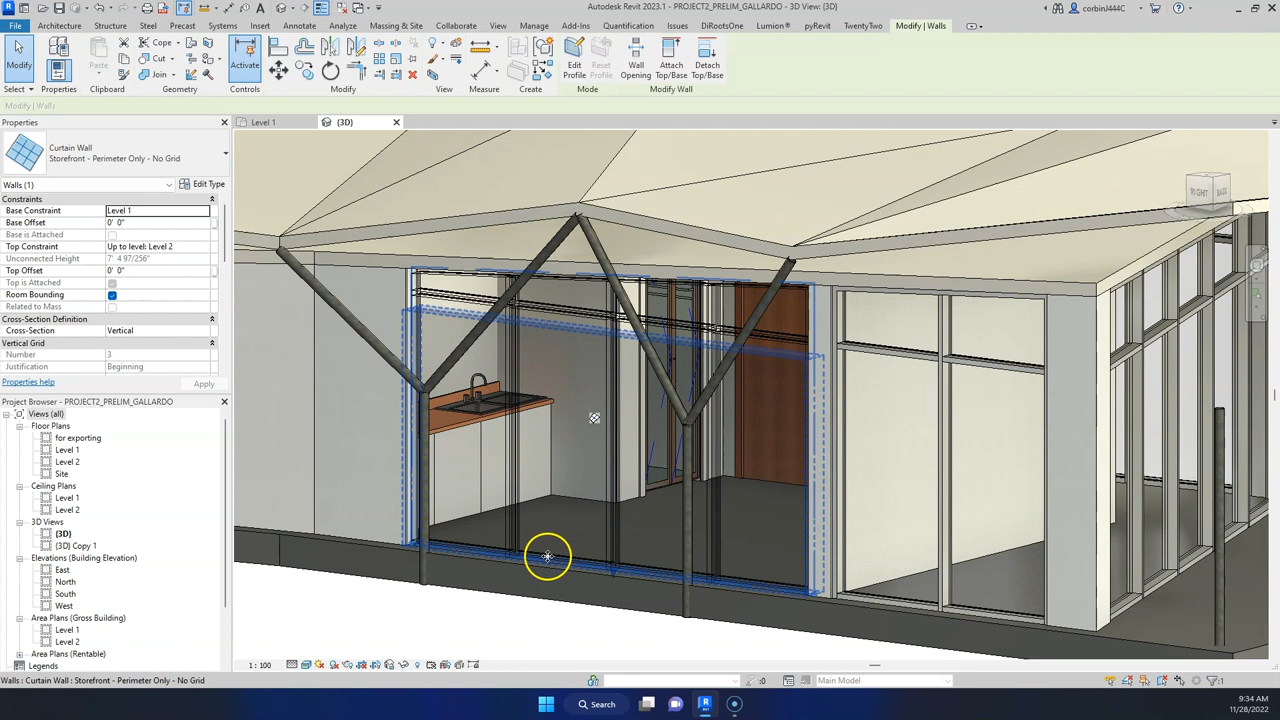 Autodesk Revit 2023.1 - PROJECT2_PRELIM_GALLARDO - 3D View: {3D}
corbinJ444C
File
Architecture
Structure
Steel
Precast
Systems
Insert
Annotate
Analyze
Massing & Site
Collaborate
View
Manage
Add-Ins
Quantification
Issues
DiRootsOne
Lumion®
pyRevit
TwentyTwo
Modify | Walls
Modify
Properties
Paste
Cope
Cut
Join
Activate
Edit Profile
Reset Profile
Wall Opening
Attach Top/Base
Detach Top/Base
Select
Properties
Clipboard
Geometry
Controls
Modify
View
Measure
Create
Mode
Modify Wall
Modify | Walls
Properties
Level 1
{3D}
Curtain Wall
Storefront - Perimeter Only - No Grid
Walls (1)
Edit Type
Constraints
Base Constraint Level 1
Base Offset 0' 0"
Base is Attached
Top Constraint Up to level: Level 2
Unconnected Height 7' 4 97/256"
Top Offset 0' 0"
Top is Attached
Room Bounding
Related to Mass
Cross-Section Definition
Cross-Section Vertical
Vertical Grid
Number 3
Justification Beginning
Properties help
Apply
Project Browser - PROJECT2_PRELIM_GALLARDO
Views (all)
Floor Plans
for exporting
Level 1
Level 2
Site
Ceiling Plans
Level 1
Level 2
3D Views
{3D}
{3D} Copy 1
Elevations (Building Elevation)
East
North
South
West
Area Plans (Gross Building)
Level 1
Level 2
Area Plans (Rentable)
Legends
RIGHT
BACK
1 : 100
Walls : Curtain Wall : Storefront - Perimeter Only - No Grid
:0
Main Model
:1
Search
9:34 AM
11/28/2022